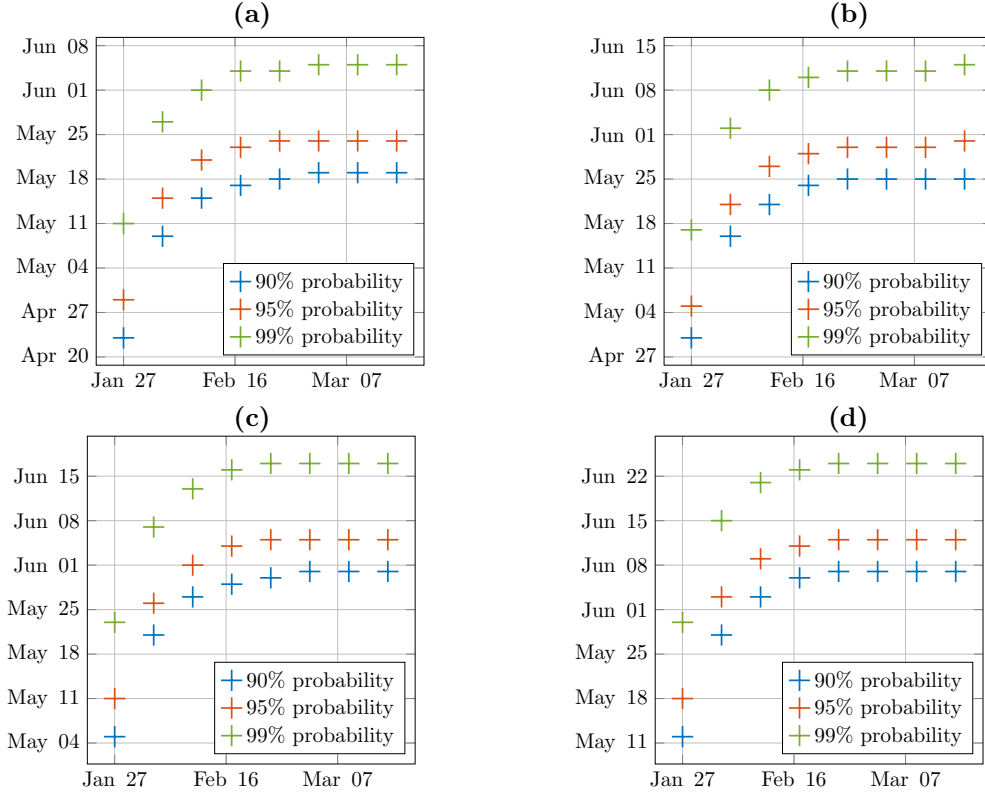 (a)
Jun 08
Jun 01
May 25
May 18
May 11
May 04
Apr 27
Apr 20
Jan 27
Feb 16
Mar 07
90% probability
95% probability
99% probability
(b)
Jun 15
Jun 08
Jun 01
May 25
May 18
May 11
May 04
Apr 27
Jan 27
Feb 16
Mar 07
90% probability
95% probability
99% probability
(c)
Jun 15
Jun 08
Jun 01
May 25
May 18
May 11
May 04
Jan 27
Feb 16
Mar 07
90% probability
95% probability
99% probability
(d)
Jun 22
Jun 15
Jun 08
Jun 01
May 25
May 18
May 11
Jan 27
Feb 16
Mar 07
90% probability
95% probability
99% probability